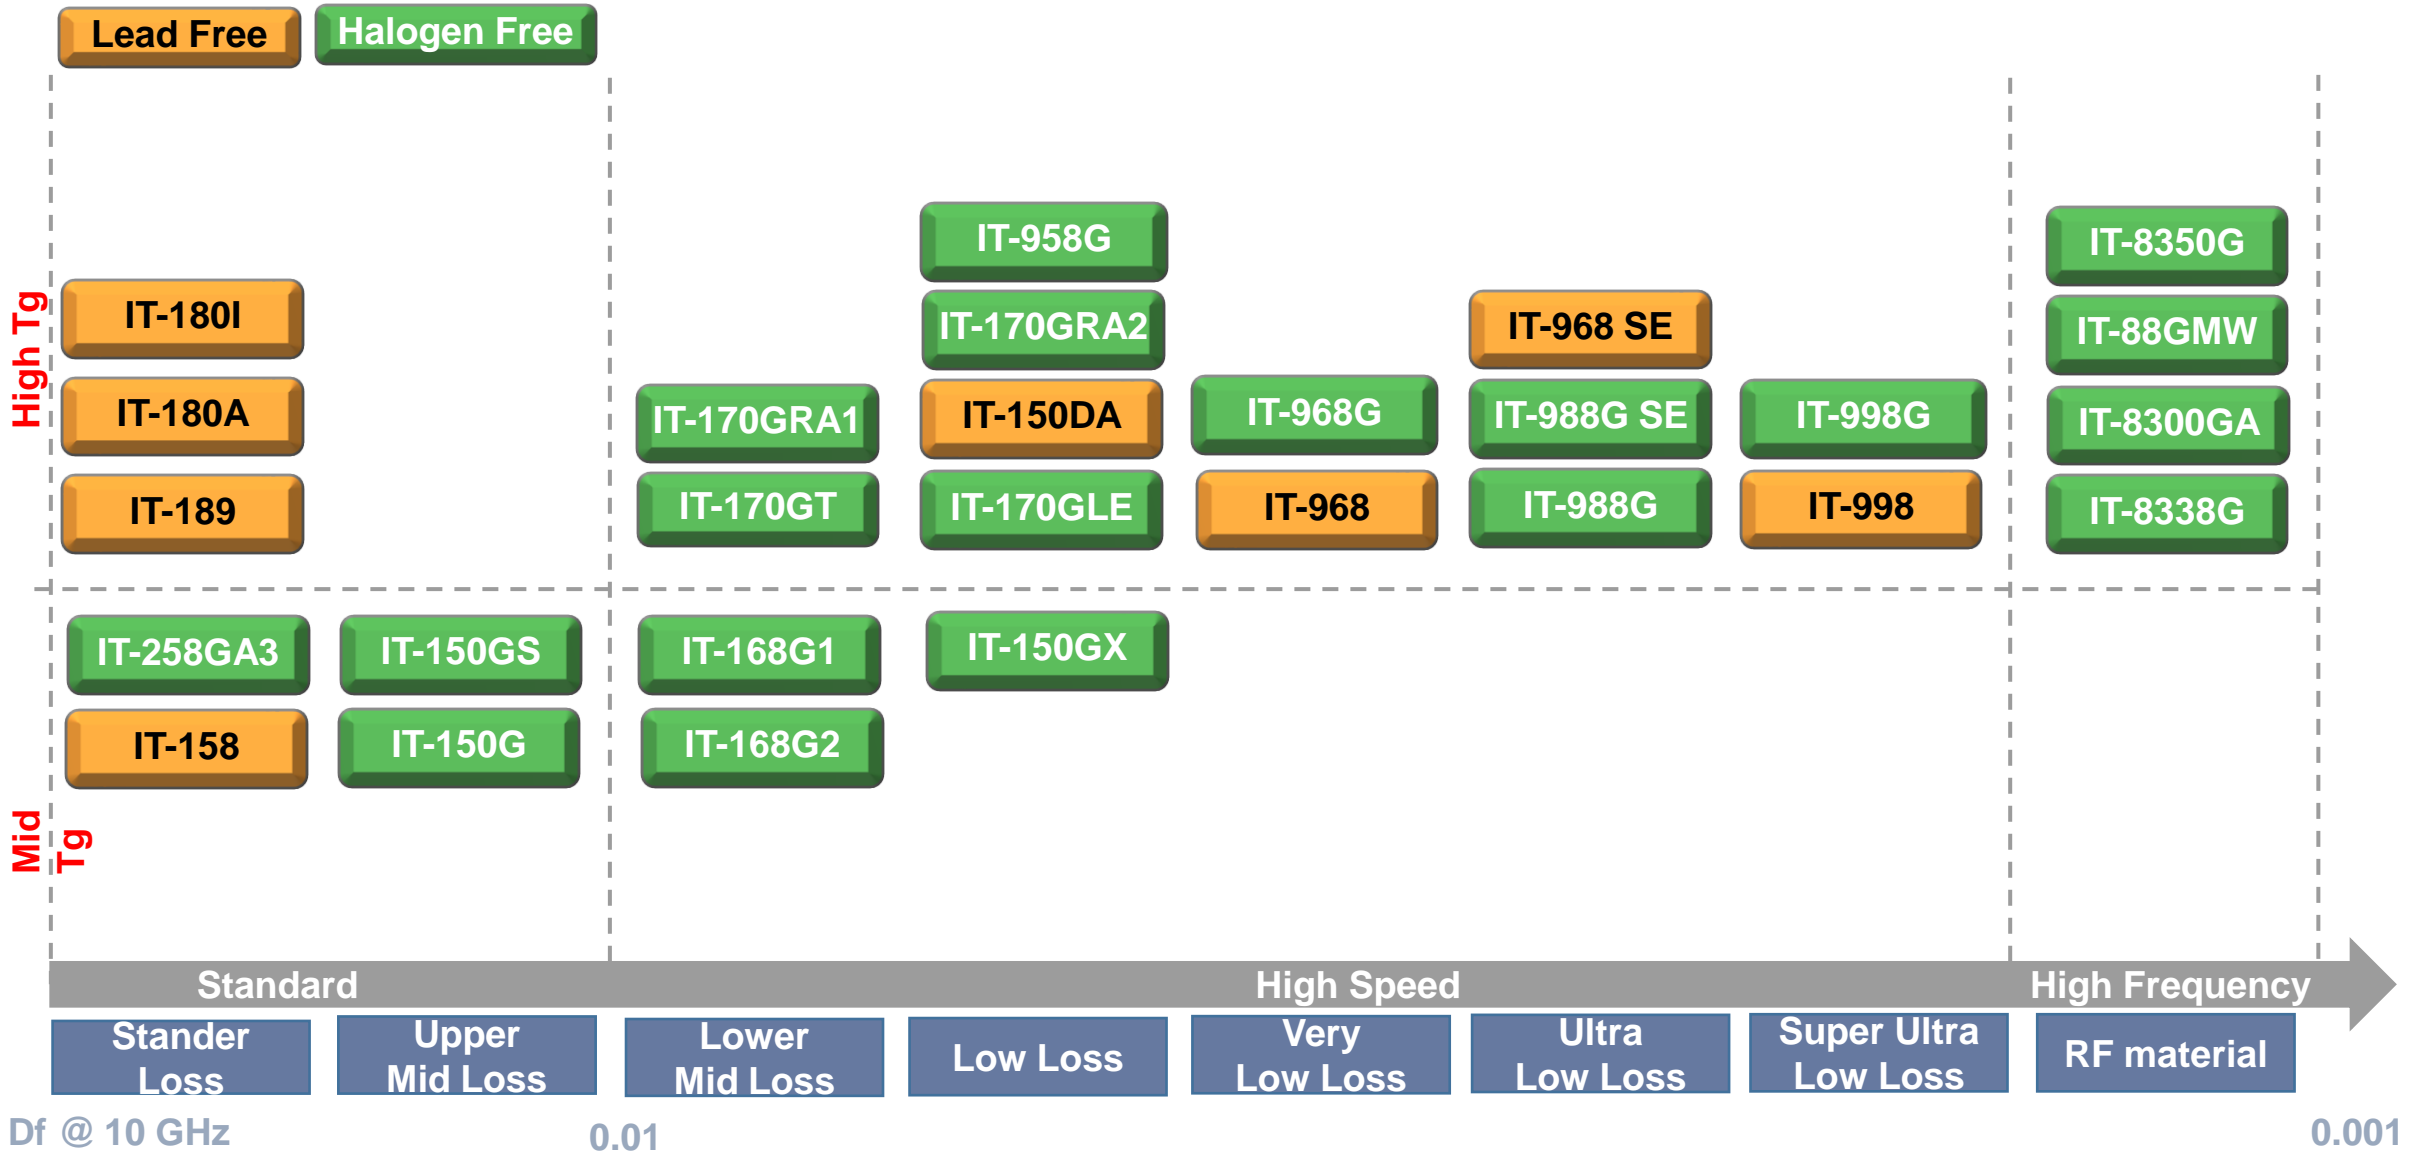 Lead Free
Halogen Free
High Tg
IT-958G
IT-8350G
IT-180I
IT-170GRA2
IT-968 SE
IT-88GMW
IT-180A
IT-170GRA1
IT-150DA
IT-968G
IT-988G SE
IT-998G
IT-8300GA
IT-189
IT-170GT
IT-170GLE
IT-968
IT-988G
IT-998
IT-8338G
Mid
Tg
IT-258GA3
IT-150GS
IT-168G1
IT-150GX
IT-158
IT-150G
IT-168G2
Standard
High Speed
High Frequency
Stander
Loss
Upper
Mid Loss
Lower
Mid Loss
Low Loss
Very
Low Loss
Ultra
Low Loss
Super Ultra
Low Loss
RF material
Df @ 10 GHz
0.01
0.001